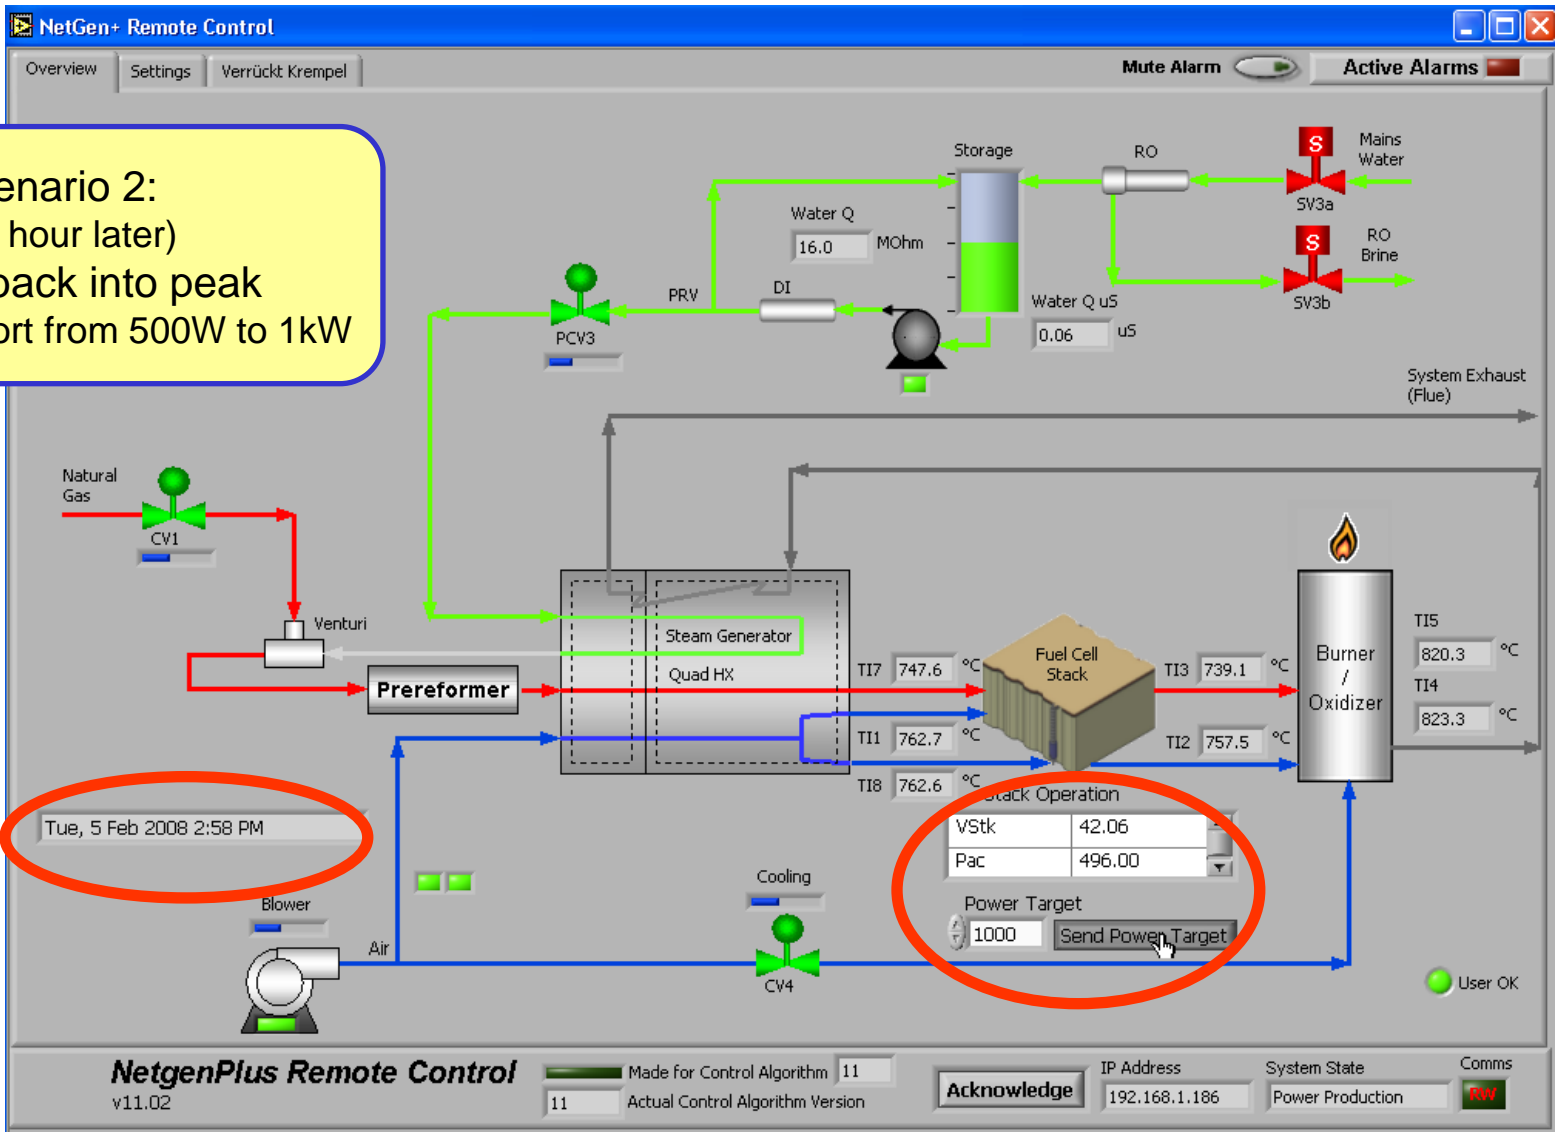 NetGen+ Remote Control
Overview
Settings
Verrückt Krempel
Mute Alarm
Active Alarms
enario 2:
hour later)
back into peak
ort from 500W to 1kW
Storage
RO
S
Mains
Water
SV3a
Water Q
16.0
MOhm
S
RO
Brine
SV3b
PRV
DI
Water Q uS
0.06
uS
PCV3
System Exhaust
(Flue)
Natural
Gas
CV1
Venturi
Steam Generator
Quad HX
Prereformer
TI7
747.6
°C
Fuel Cell
Stack
TI3
739.1
°C
Burner
/
Oxidizer
TI5
820.3
°C
TI4
823.3
°C
TI1
762.7
°C
TI2
757.5
°C
TI8
762.6
°C
Stack Operation
VStk
42.06
Pac
496.00
Tue, 5 Feb 2008 2:58 PM
Power Target
1000
Send Power Target
Blower
Air
Cooling
CV4
User OK
NetgenPlus Remote Control
v11.02
Made for Control Algorithm
11
11
Actual Control Algorithm Version
Acknowledge
IP Address
192.168.1.186
System State
Power Production
Comms
RW